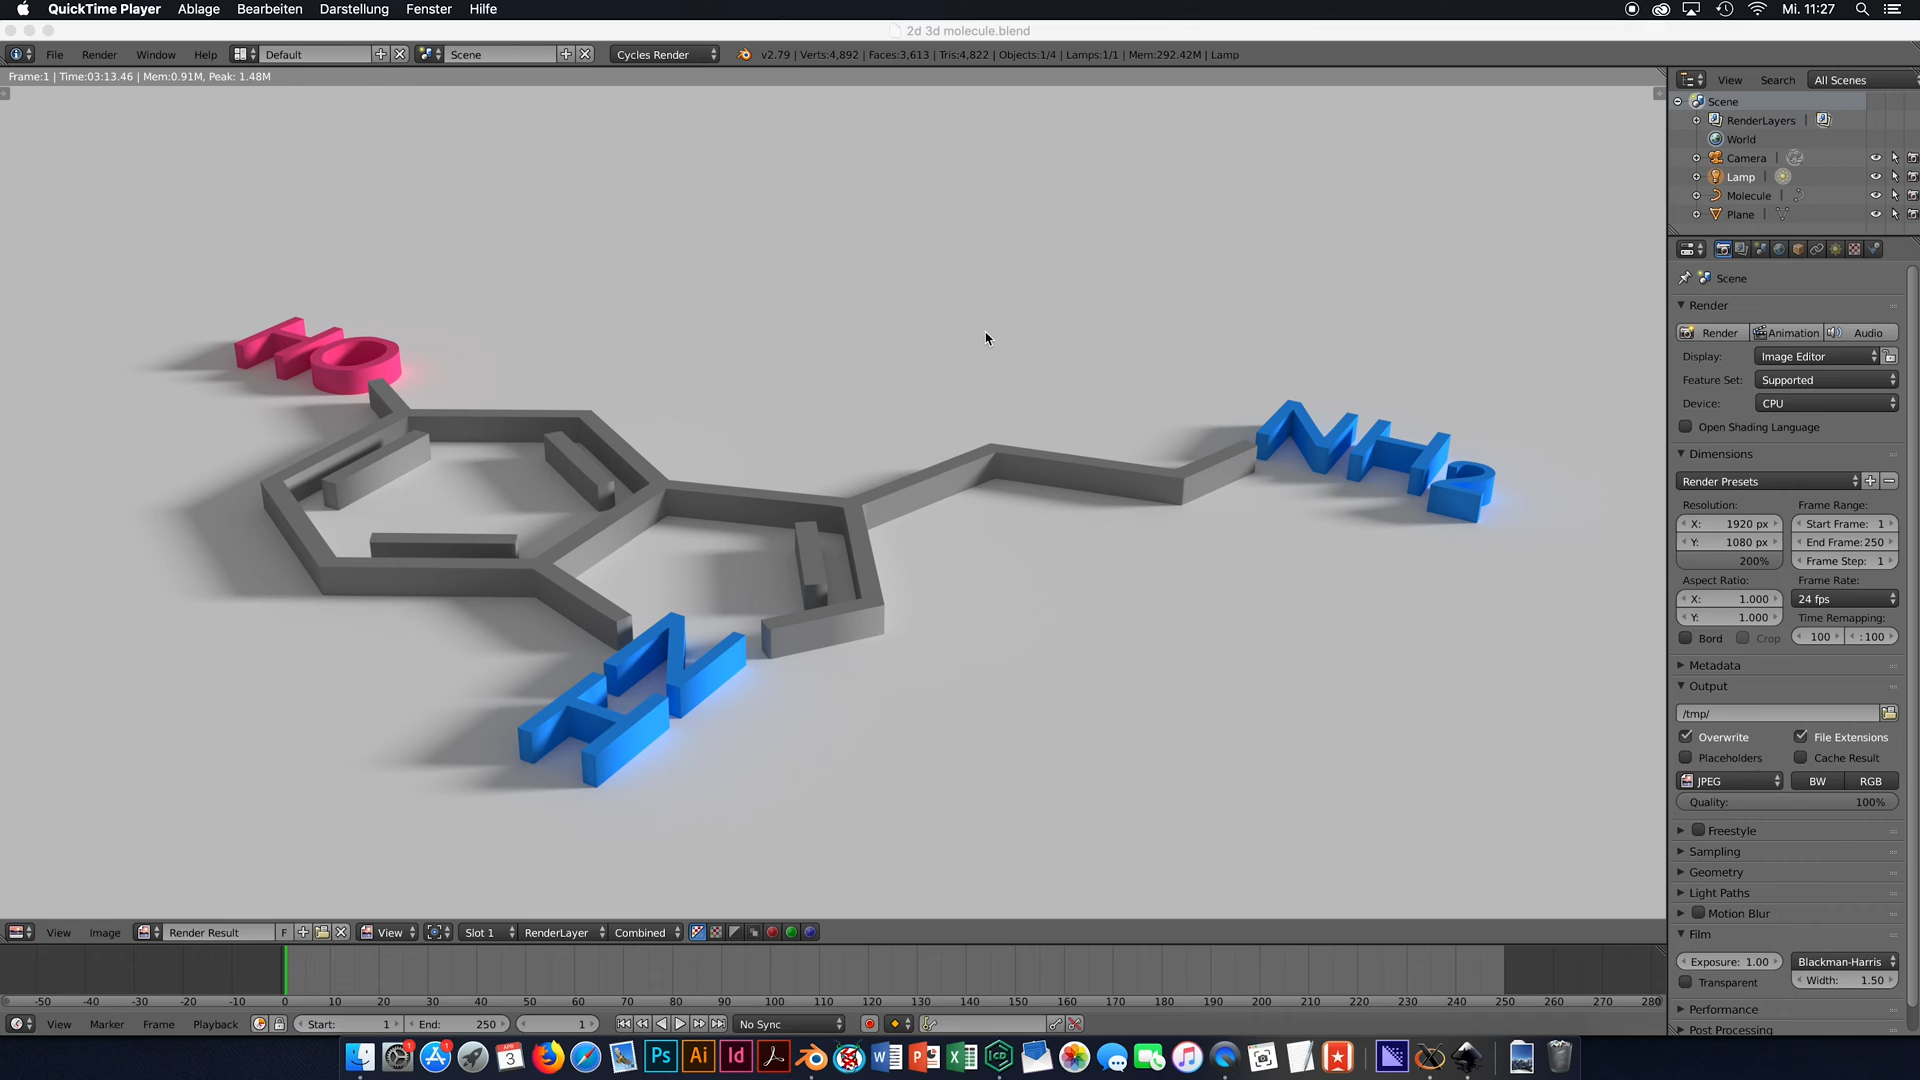 QuickTime Player Ablage Bearbeiten Darstellung Fenster Hilfe Mi. 11:27
2d 3d molecule.blend
File Render Window Help Default Scene Cycles Render v2.79 | Verts:4,892 | Faces:3,613 | Tris:4,822 | Objects:1/4 | Lamps:1/1 | Mem:292.42M | Lamp
Frame:1 | Time:03:13.46 | Mem:0.91M, Peak: 1.48M
View Search All Scenes
Scene
RenderLayers |
World
Camera |
Lamp |
Molecule |
Plane |
Scene
Render
Render Animation Audio
Display: Image Editor
Feature Set: Supported
Device: CPU
Open Shading Language
Dimensions
Render Presets
Resolution: Frame Range:
X: 1920 px Start Frame: 1
Y: 1080 px End Frame:250
200% Frame Step: 1
Aspect Ratio: Frame Rate:
X: 1.000 24 fps
Y: 1.000 Time Remapping:
Bord Crop 100 :100
Metadata
Output
/tmp/
Overwrite File Extensions
Placeholders Cache Result
JPEG BW RGB
Quality: 100%
Freestyle
Sampling
Geometry
Light Paths
Motion Blur
Film
Exposure: 1.00 Blackman-Harris
Transparent Width: 1.50
Performance
Post Processing
HO
NH2
N
H
View Image Render Result F View Slot 1 RenderLayer Combined
-50 -40 -30 -20 -10 0 10 20 30 40 50 60 70 80 90 100 110 120 130 140 150 160 170 180 190 200 210 220 230 240 250 260 270 280
View Marker Frame Playback Start: 1 End: 250 1 No Sync
1 1 APR 3 Ps Ai Id W P X ICD